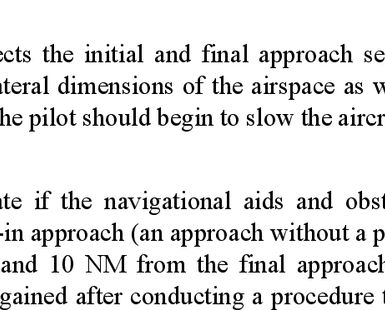 ects the initial and final approach se
ateral dimensions of the airspace as w
he pilot should begin to slow the aircr
ate if the navigational aids and obst
-in approach (an approach without a p
and 10 NM from the final approach
gained after conducting a procedure t